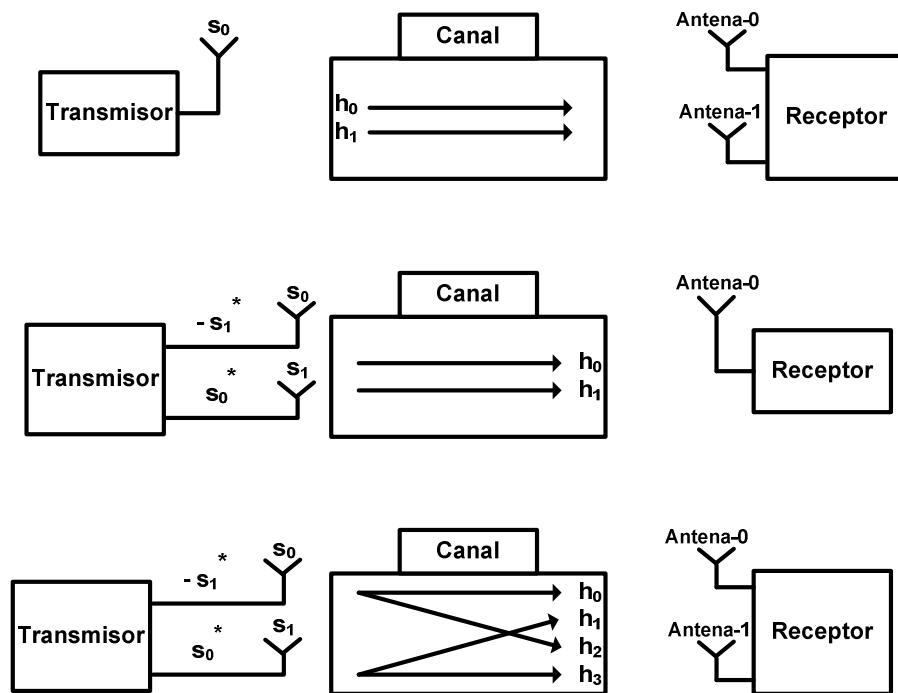 s0
Canal
Antena-0
Transmisor
h0
h1
Antena-1
Receptor
s0
- s1*
Canal
Antena-0
Transmisor
s1
s0*
h0
h1
Receptor
s0
- s1*
Canal
Antena-0
Transmisor
s1
s0*
h0
h1
h2
h3
Antena-1
Receptor